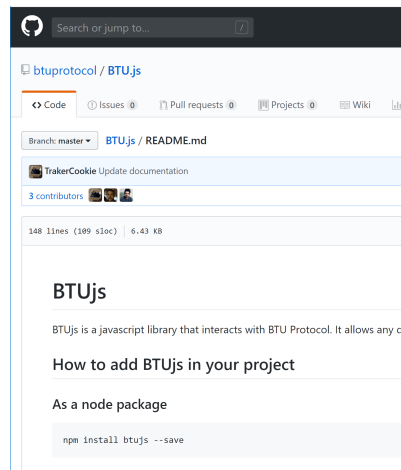 Search or jump to... /
btuprotocol / BTU.js
Code Issues 0 Pull requests 0 Projects 0 Wiki
Branch: master BTU.js / README.md
TrakerCookie Update documentation
3 contributors
148 lines (109 sloc) 6.43 KB
BTUjs
BTUjs is a javascript library that interacts with BTU Protocol. It allows any
How to add BTUjs in your project
As a node package
npm install btujs --save